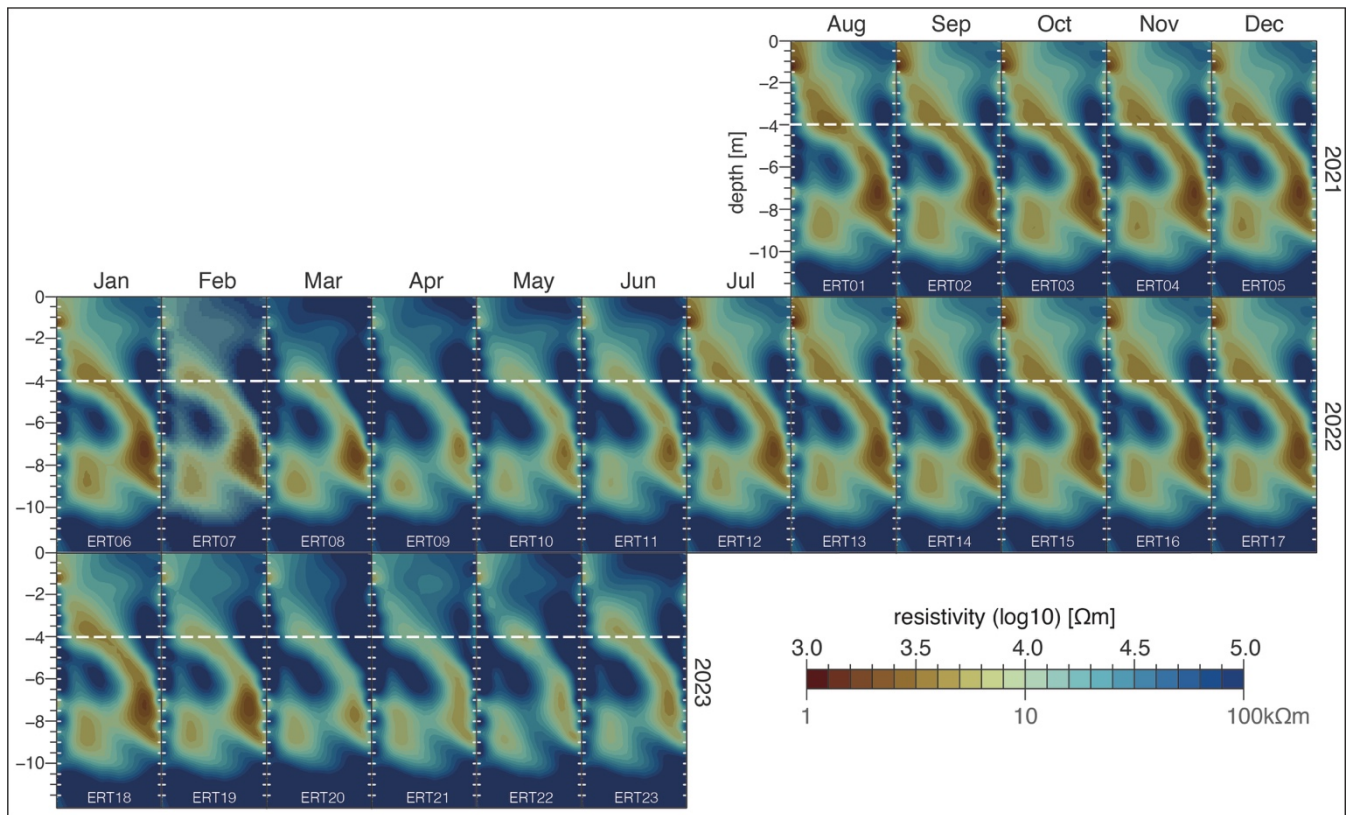 Aug Sep Oct Nov Dec
0
−2
−4
−6
−8
−10
depth [m]
2021
ERT01 ERT02 ERT03 ERT04 ERT05
Jan Feb Mar Apr May Jun Jul
0
−2
−4
−6
−8
−10
2022
ERT06 ERT07 ERT08 ERT09 ERT10 ERT11 ERT12 ERT13 ERT14 ERT15 ERT16 ERT17
0
−2
−4
−6
−8
−10
2023
ERT18 ERT19 ERT20 ERT21 ERT22 ERT23
resistivity (log10) [Ωm]
3.0 3.5 4.0 4.5 5.0
1 10 100kΩm